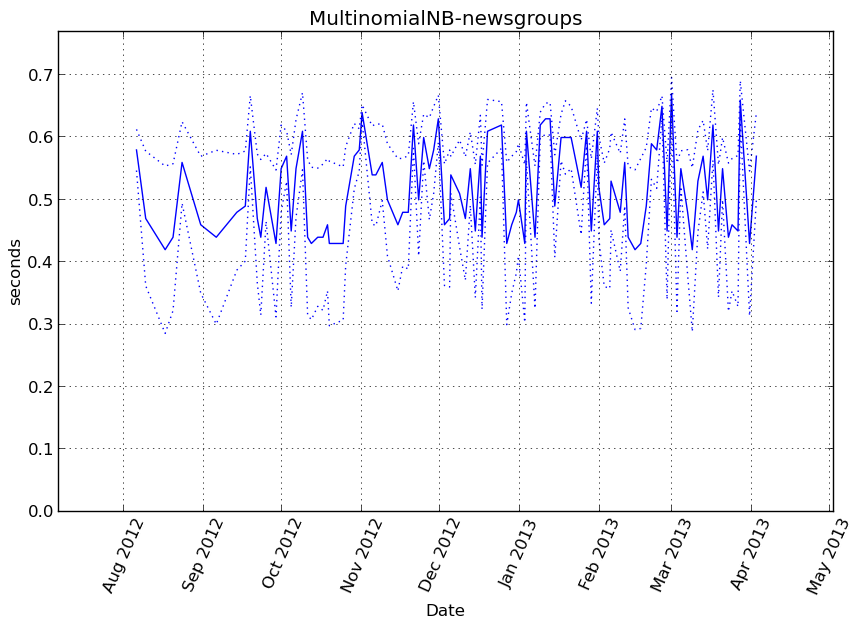 MultinomialNB-newsgroups
seconds
0.7
0.6
0.5
0.4
0.3
0.2
0.1
0.0
Aug 2012
Sep 2012
Oct 2012
Nov 2012
Dec 2012
Jan 2013
Feb 2013
Mar 2013
Apr 2013
May 2013
Date